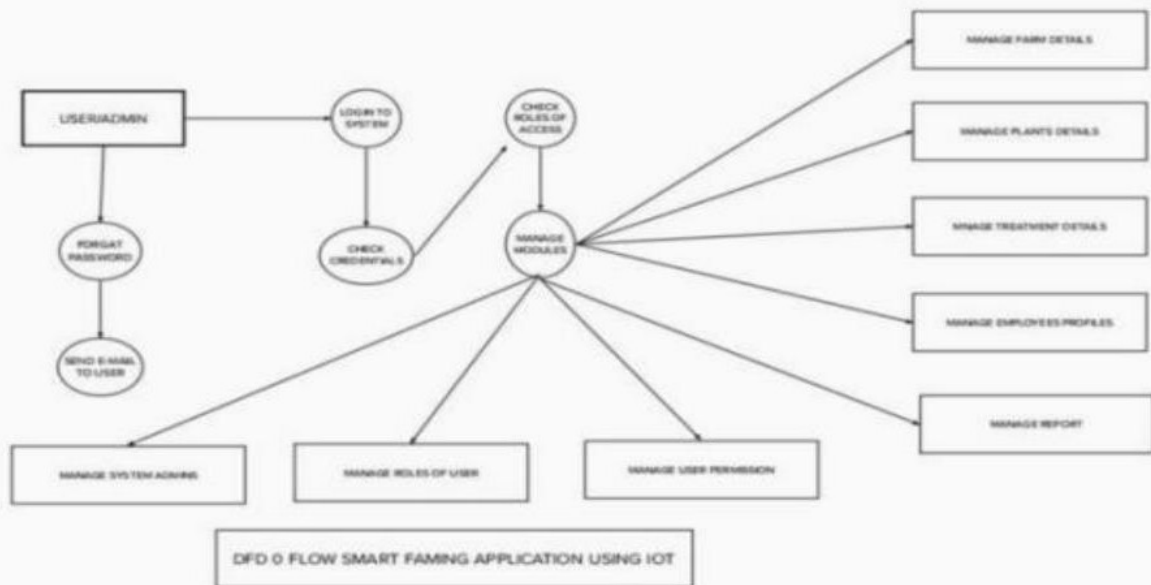 MANAGE FARM DETAILS
USER/ADMIN
LOGIN TO
SYSTEM
CHECK
ROLES OF
ACCESS
MANAGE PLANTS DETAILS
FORGAT
PASSWORD
CHECK
CREDENTIALS
MANAGE
MODULES
MNAGE TREATMENT DETAILS
MANAGE EMPLOYEES PROFILES
SEND E-MAIL
TO USER
MANAGE REPORT
MANAGE SYSTEM ADMINS
MANAGE ROLES OF USER
MANAGE USER PERMISSION
DFD 0 FLOW SMART FAMING APPLICATION USING IOT